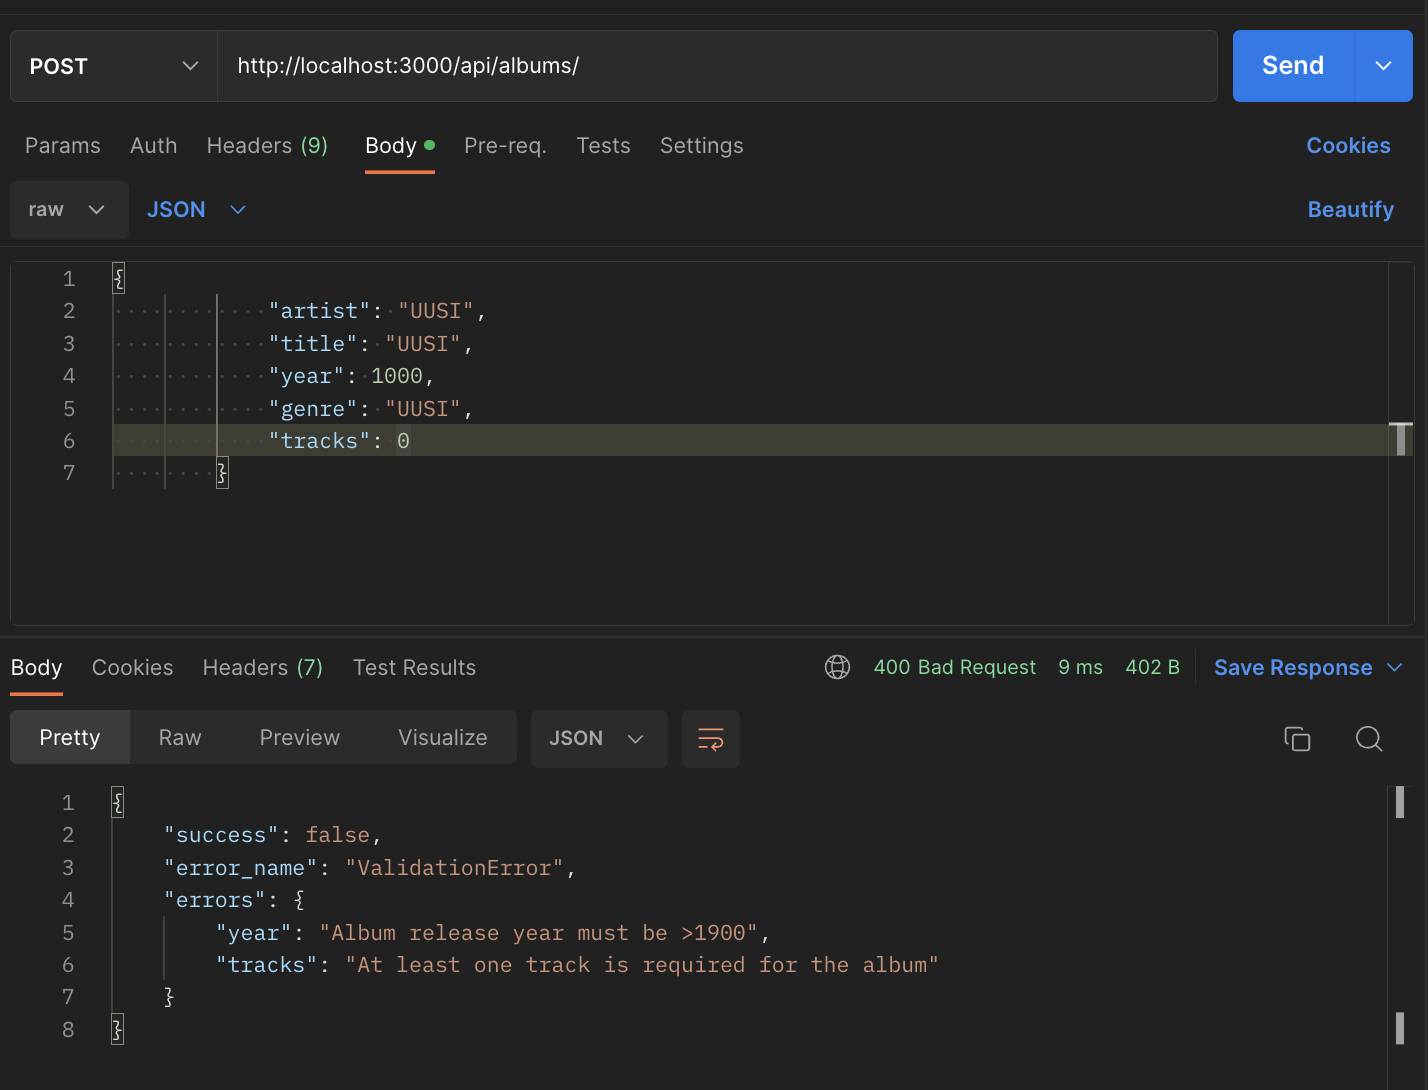 POST http://localhost:3000/api/albums/ Send
Params Auth Headers (9) Body Pre-req. Tests Settings Cookies
raw JSON Beautify
1 {
2 "artist": "UUSI",
3 "title": "UUSI",
4 "year": 1000,
5 "genre": "UUSI",
6 "tracks": 0
7 }
Body Cookies Headers (7) Test Results 400 Bad Request 9 ms 402 B Save Response
Pretty Raw Preview Visualize JSON
1 {
2 "success": false,
3 "error_name": "ValidationError",
4 "errors": {
5 "year": "Album release year must be >1900",
6 "tracks": "At least one track is required for the album"
7 }
8 }